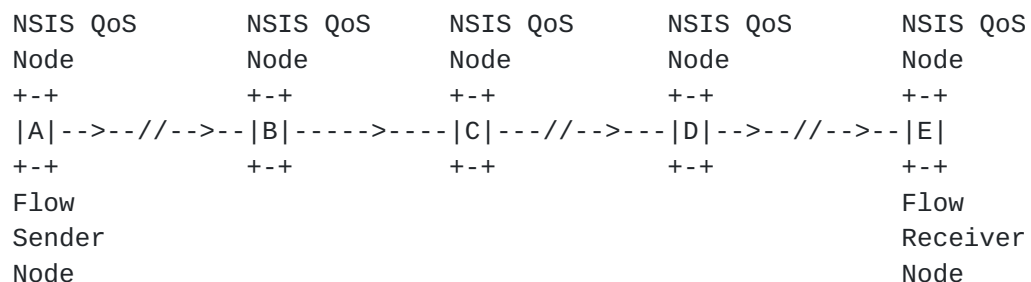 NSIS QoS       NSIS QoS     NSIS QoS      NSIS QoS       NSIS QoS
Node           Node         Node          Node           Node
+-+            +-+          +-+           +-+            +-+
|A|-->--//-->--|B|----->----|C|---//-->---|D|-->--//-->--|E|
+-+            +-+          +-+           +-+            +-+
Flow                                                     Flow
Sender                                                   Receiver
Node                                                     Node